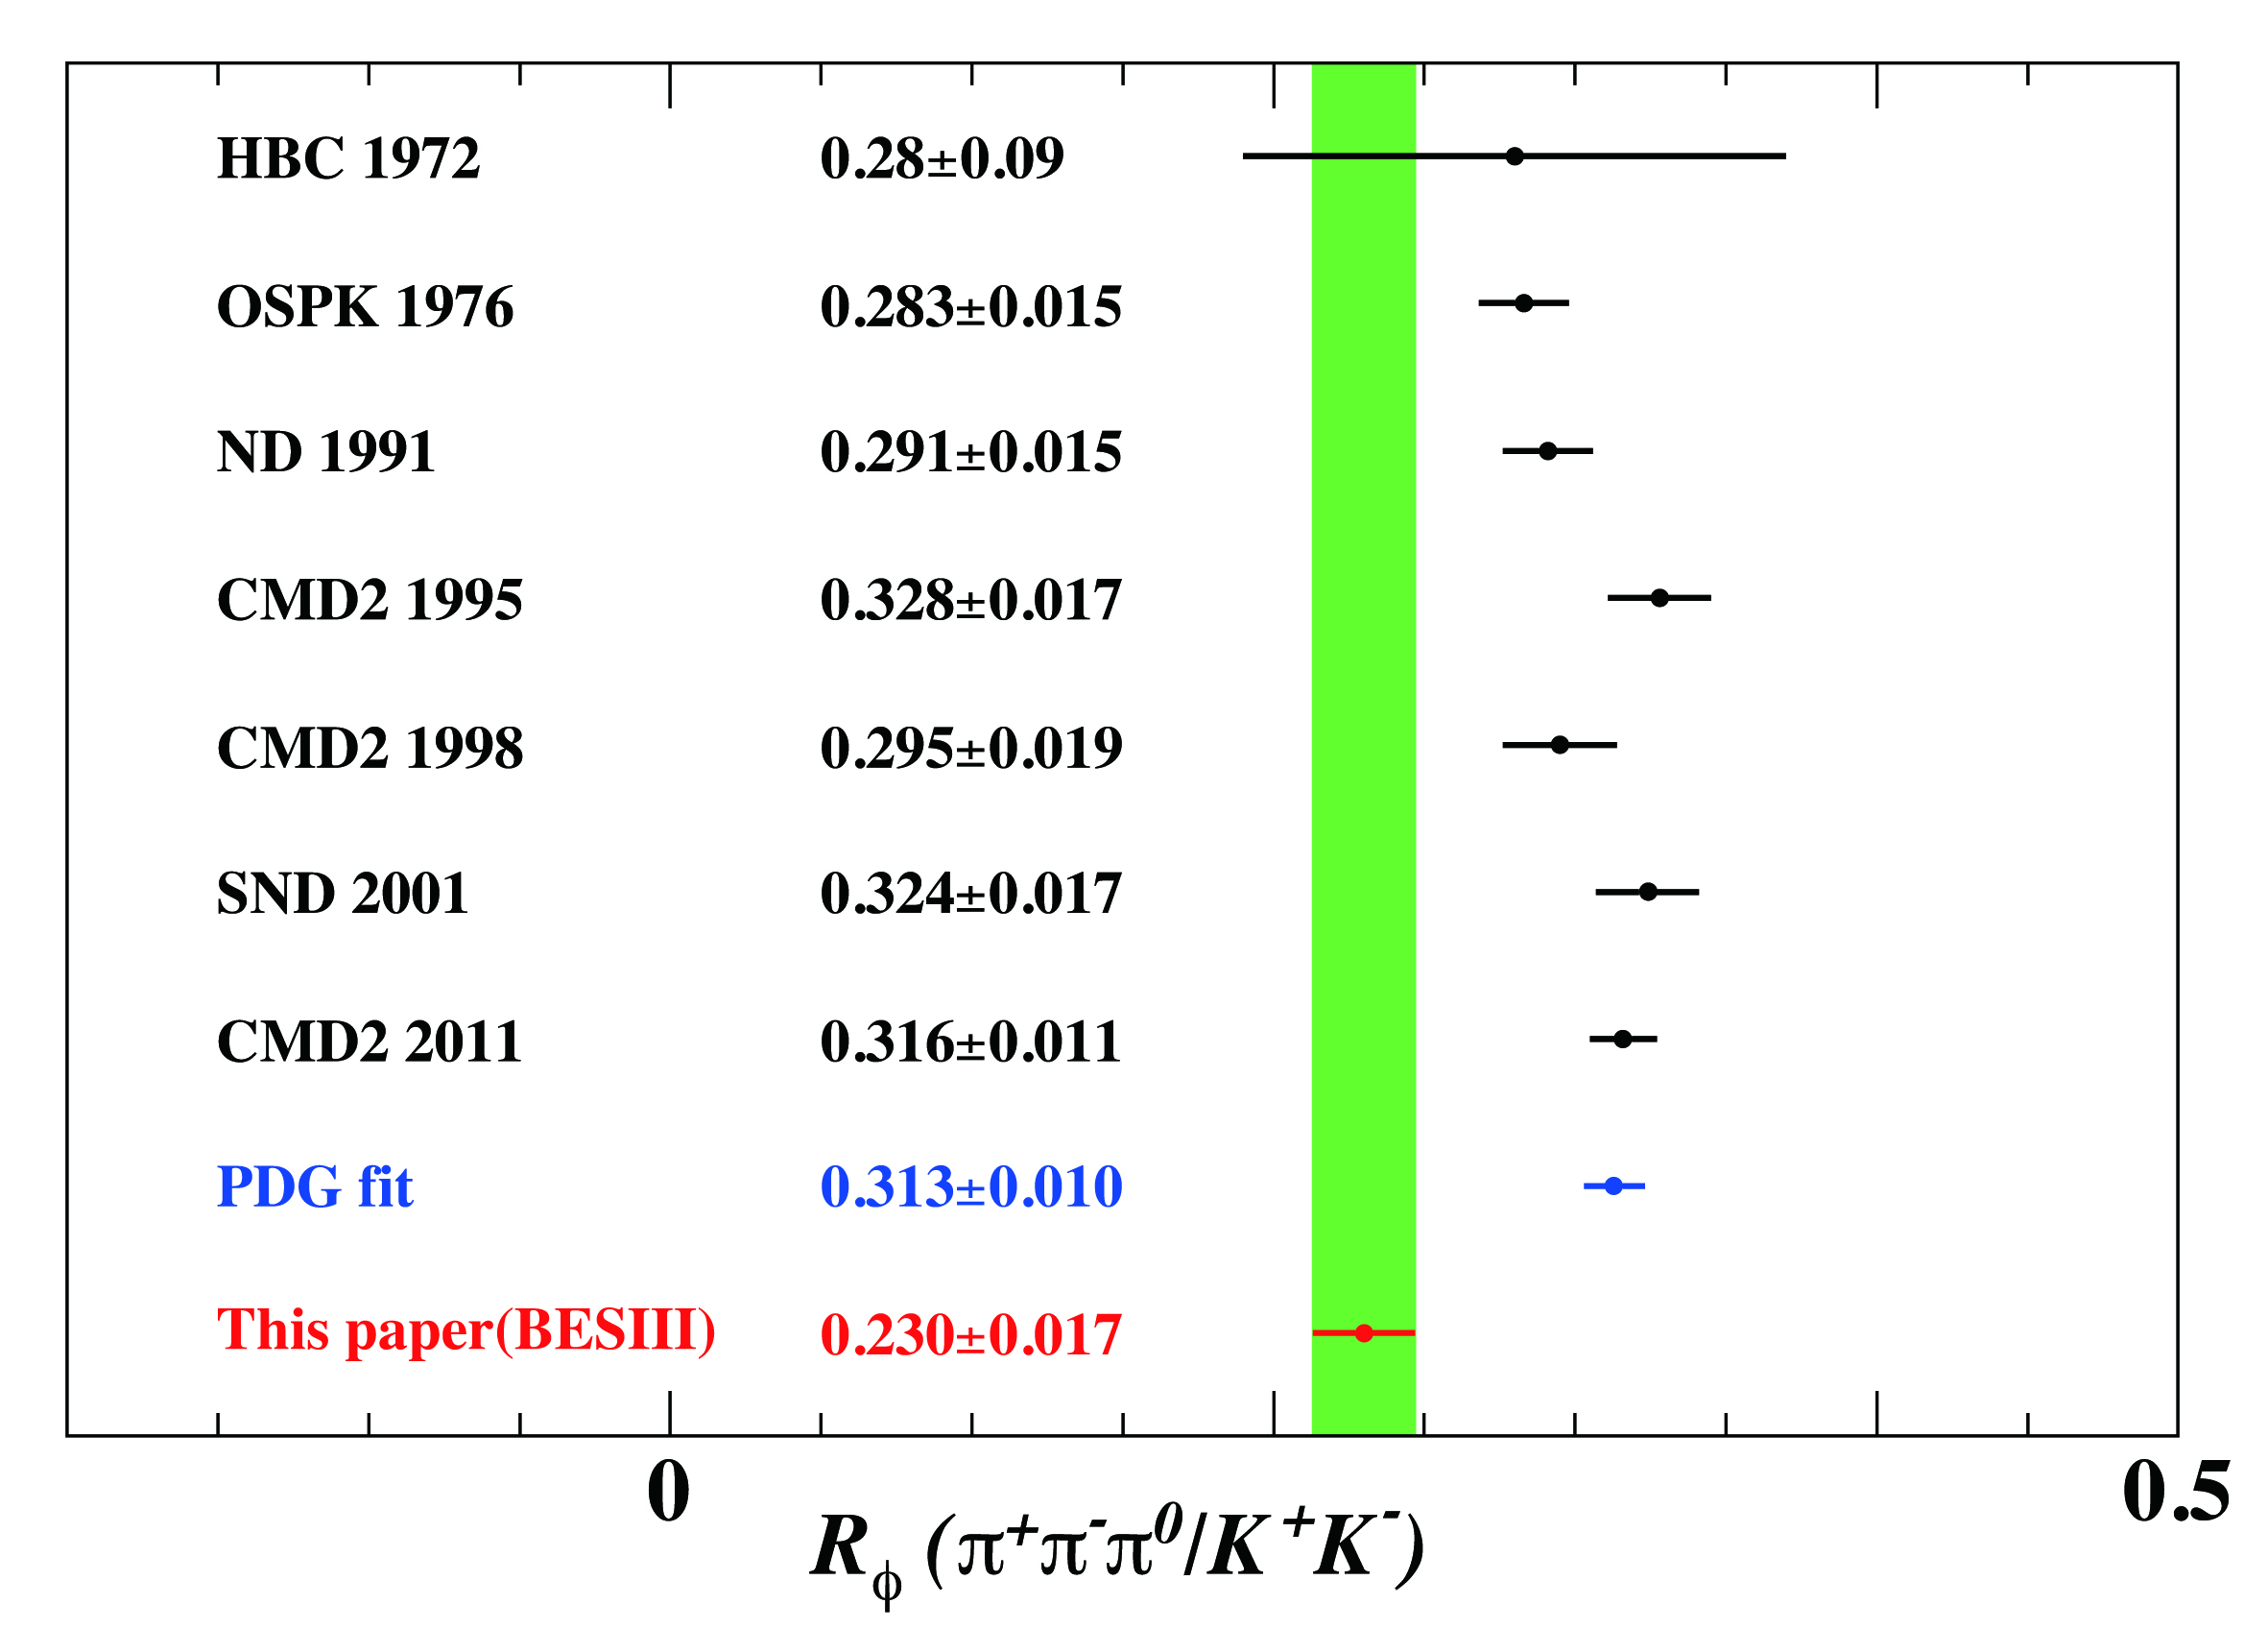 HBC 1972 0.28±0.09
OSPK 1976 0.283±0.015
ND 1991 0.291±0.015
CMD2 1995 0.328±0.017
CMD2 1998 0.295±0.019
SND 2001 0.324±0.017
CMD2 2011 0.316±0.011
PDG fit 0.313±0.010
This paper(BESIII) 0.230±0.017
0 0.5
R_ϕ (π⁺π⁻π⁰/K⁺K⁻)